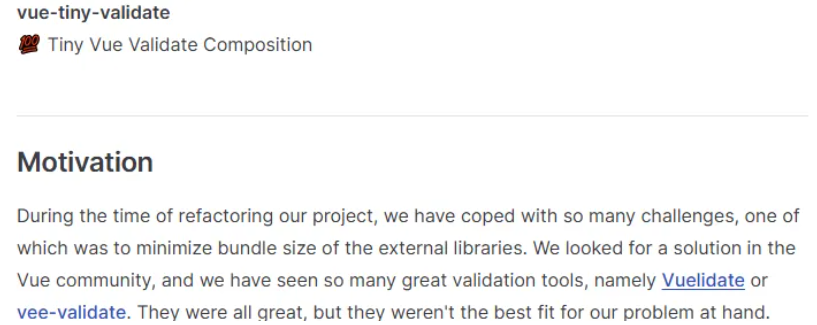 vue-tiny-validate
💯 Tiny Vue Validate Composition
Motivation
During the time of refactoring our project, we have coped with so many challenges, one of
which was to minimize bundle size of the external libraries. We looked for a solution in the
Vue community, and we have seen so many great validation tools, namely Vuelidate or
vee-validate. They were all great, but they weren't the best fit for our problem at hand.